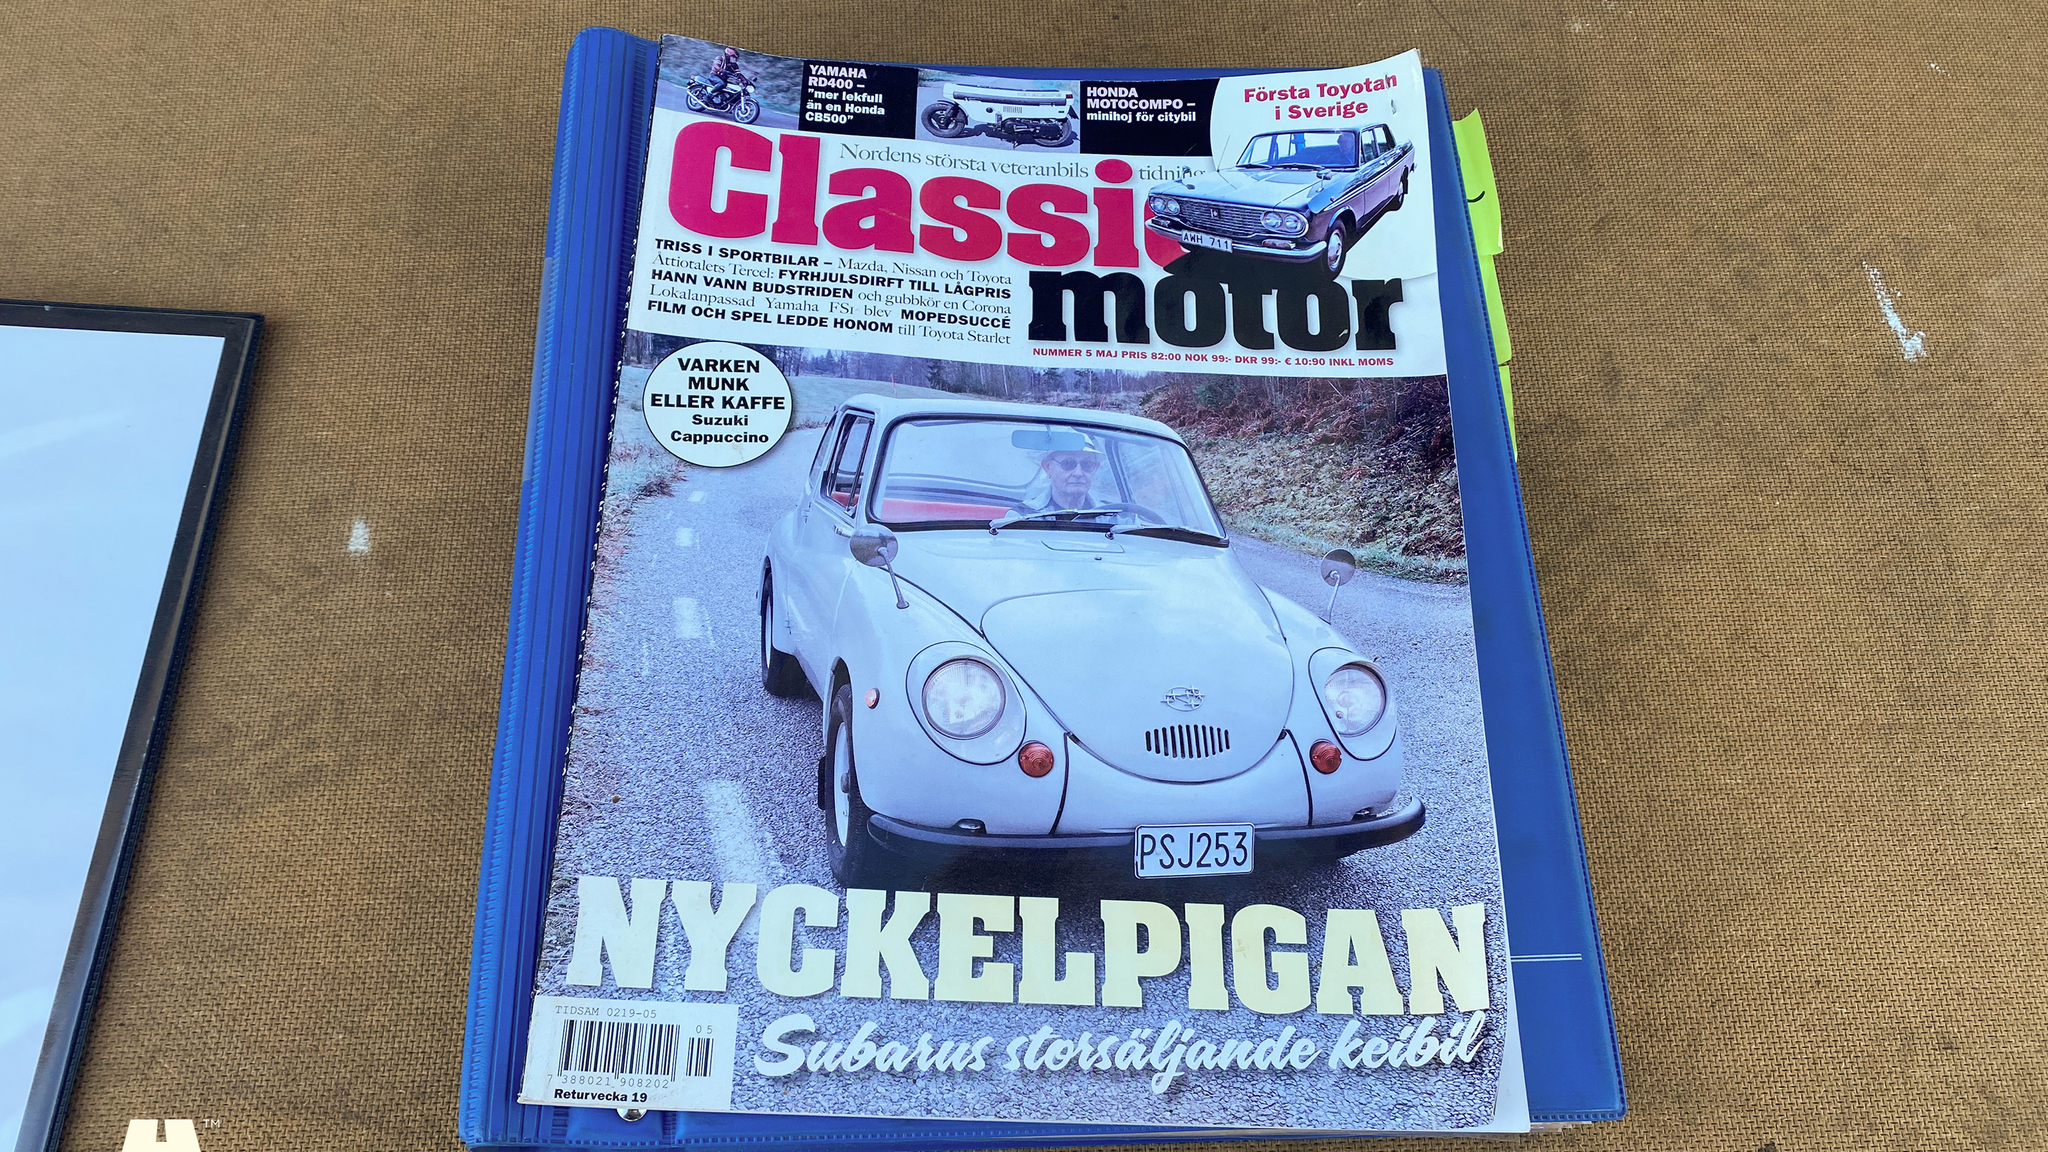 YAMAHA
RD400 –
"mer lekfull
än en Honda
CB500"
HONDA
MOTOCOMPO –
minihoj för citybil
Första Toyotan
i Sverige
Nordens största veteranbils tidning
Classic
motor
AWH 711
TRISS I SPORTBILAR – Mazda, Nissan och Toyota
Åttiotalets Tercel: FYRHJULSDIRFT TILL LÅGPRIS
HANN VANN BUDSTRIDEN och gubbkör en Corona
Lokalanpassad Yamaha FS1 blev MOPEDSUCCÉ
FILM OCH SPEL LEDDE HONOM till Toyota Starlet
NUMMER 5 MAJ PRIS 82:00 NOK 99:- DKR 99:- € 10:90 INKL MOMS
VARKEN
MUNK
ELLER KAFFE
Suzuki
Cappuccino
PSJ253
NYCKELPIGAN
Subarus storsäljande keibil
TIDSAM 0219-05
05
7 388021 908202
Returvecka 19
TM